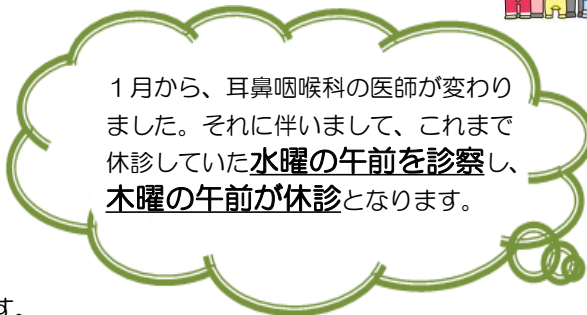 １月から、耳鼻咽喉科の医師が変わり
ました。それに伴いまして、これまで
休診していた水曜の午前を診察し、
木曜の午前が休診となります。
す。